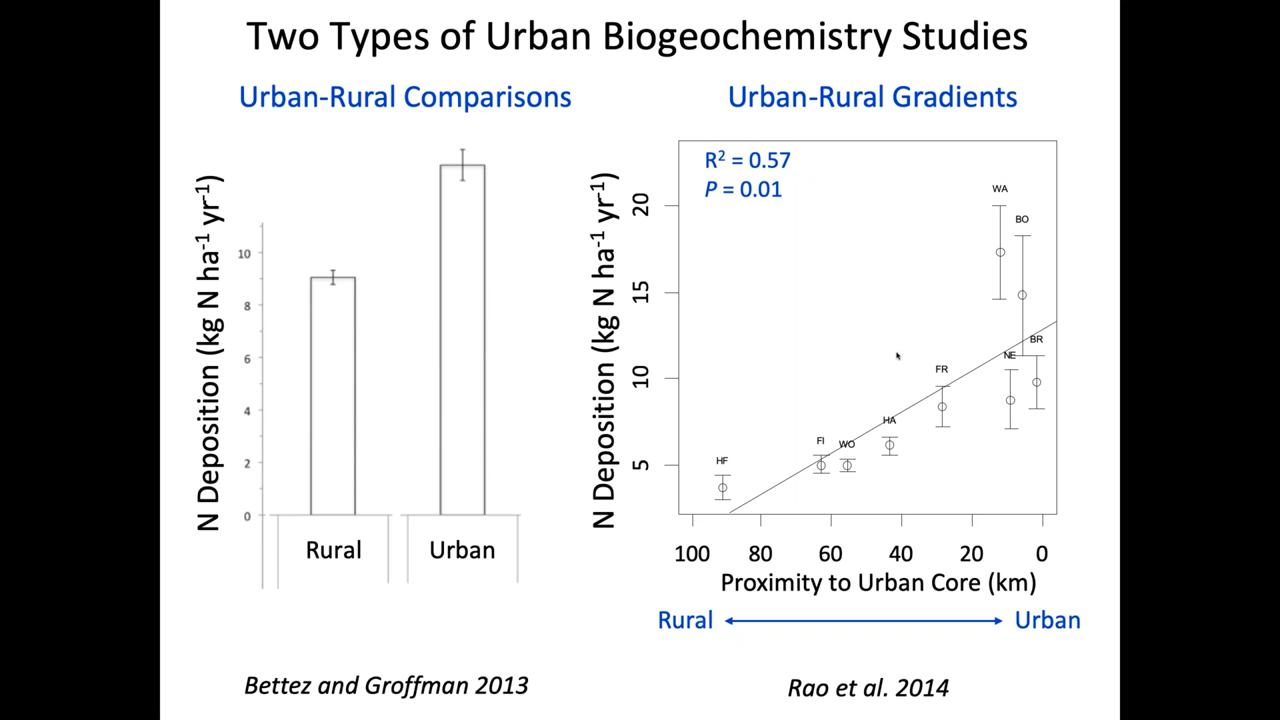 Two Types of Urban Biogeochemistry Studies
Urban-Rural Comparisons
N Deposition (kg N ha⁻¹ yr⁻¹)
10
8
6
4
2
0
Rural
Urban
Bettez and Groffman 2013
Urban-Rural Gradients
R² = 0.57
P = 0.01
N Deposition (kg N ha⁻¹ yr⁻¹)
20
15
10
5
WA
BO
BR
NE
FR
HA
FI
WO
HF
100 80 60 40 20 0
Proximity to Urban Core (km)
Rural Urban
Rao et al. 2014